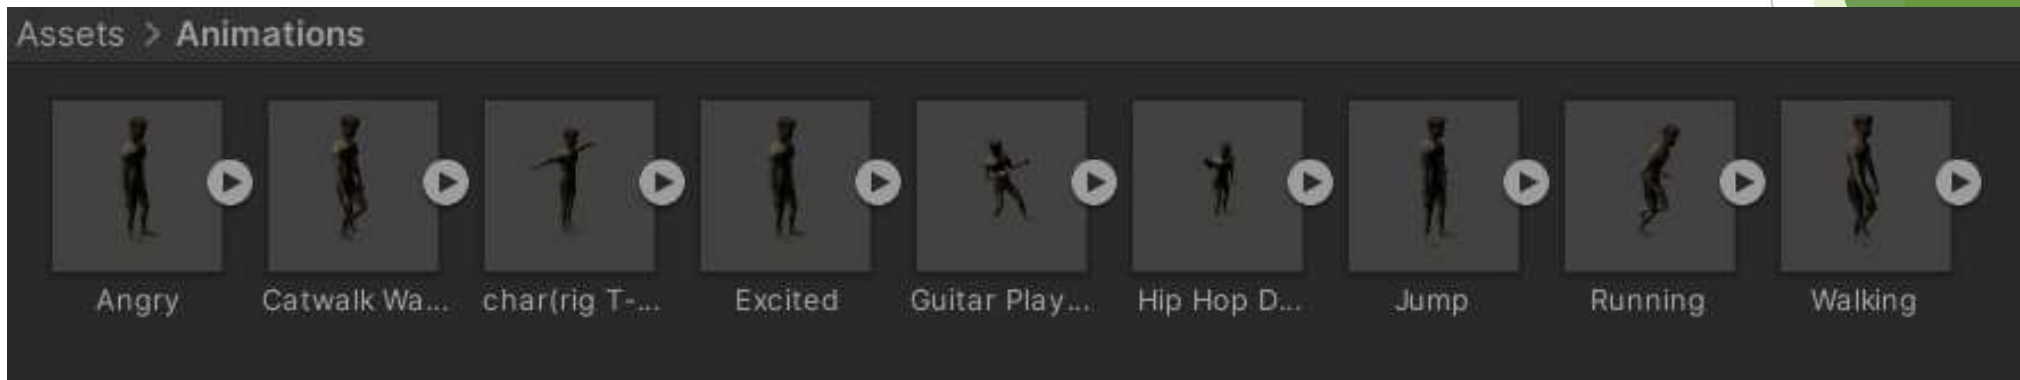 Assets > Animations
Angry Catwalk Wa... char(rig T-... Excited Guitar Play... Hip Hop D... Jump Running Walking